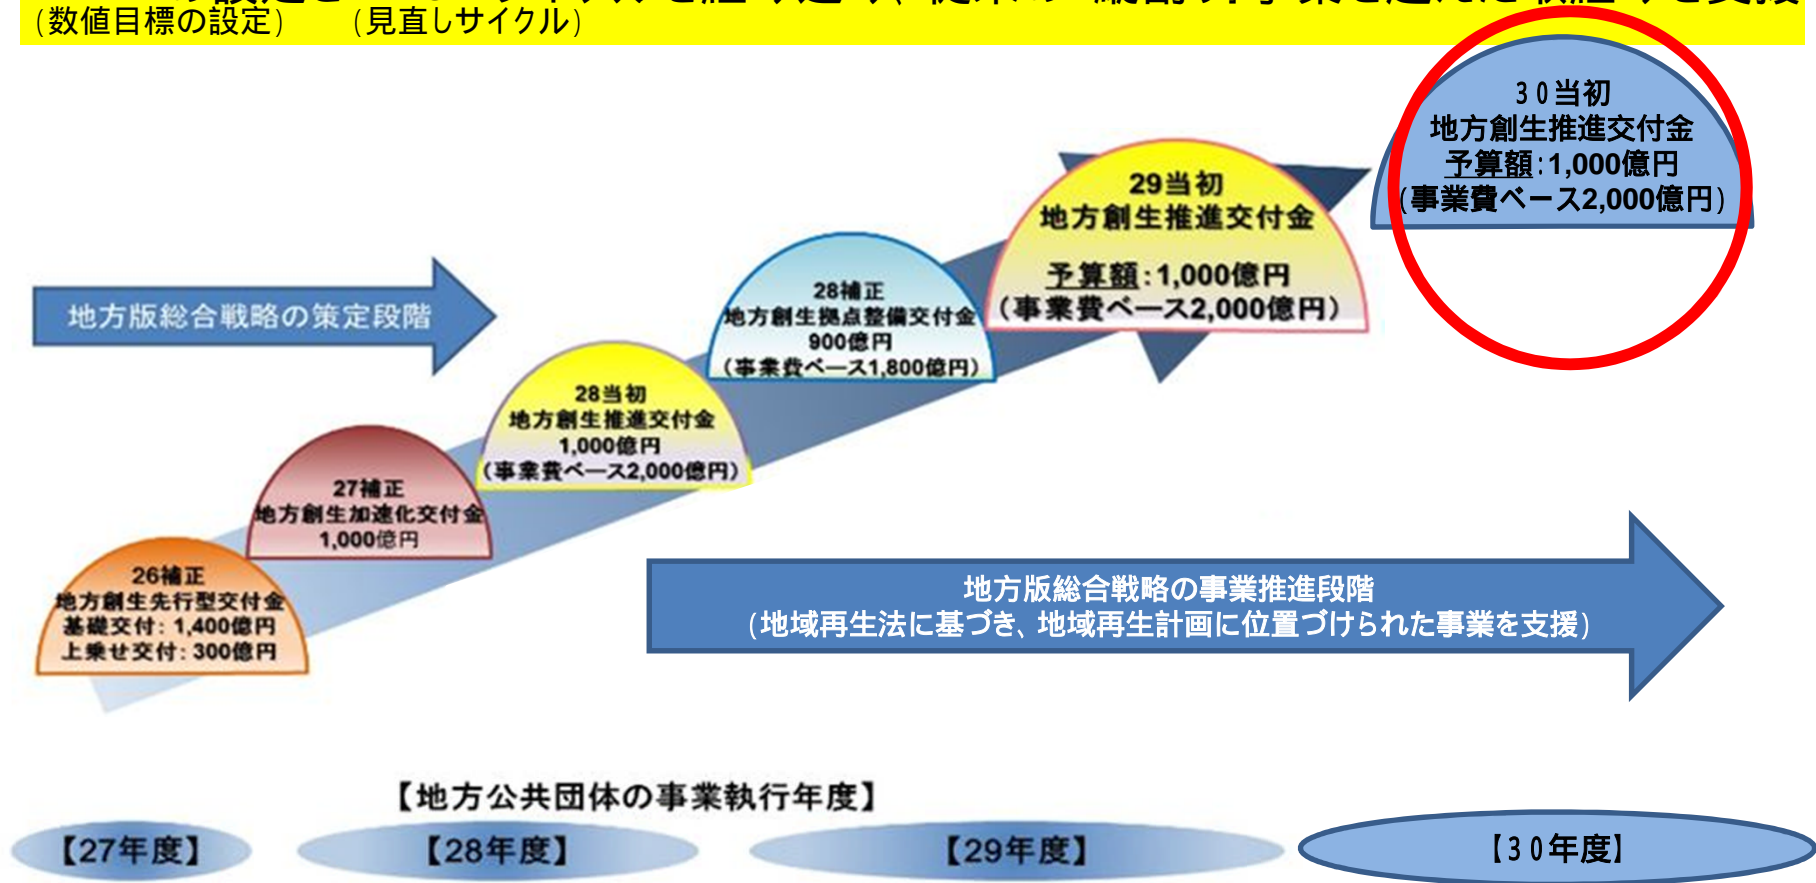 (数値目標の設定)　(見直しサイクル)
30当初
地方創生推進交付金
予算額:1,000億円
(事業費ベース2,000億円)
29当初
地方創生推進交付金
予算額:1,000億円
(事業費ベース2,000億円)
28補正
地方創生拠点整備交付金
900億円
(事業費ベース1,800億円)
地方版総合戦略の策定段階
28当初
地方創生推進交付金
1,000億円
(事業費ベース2,000億円)
27補正
地方創生加速化交付金
1,000億円
26補正
地方創生先行型交付金
基礎交付:1,400億円
上乗せ交付:300億円
地方版総合戦略の事業推進段階
(地域再生法に基づき、地域再生計画に位置づけられた事業を支援)
【地方公共団体の事業執行年度】
【27年度】
【28年度】
【29年度】
【30年度】